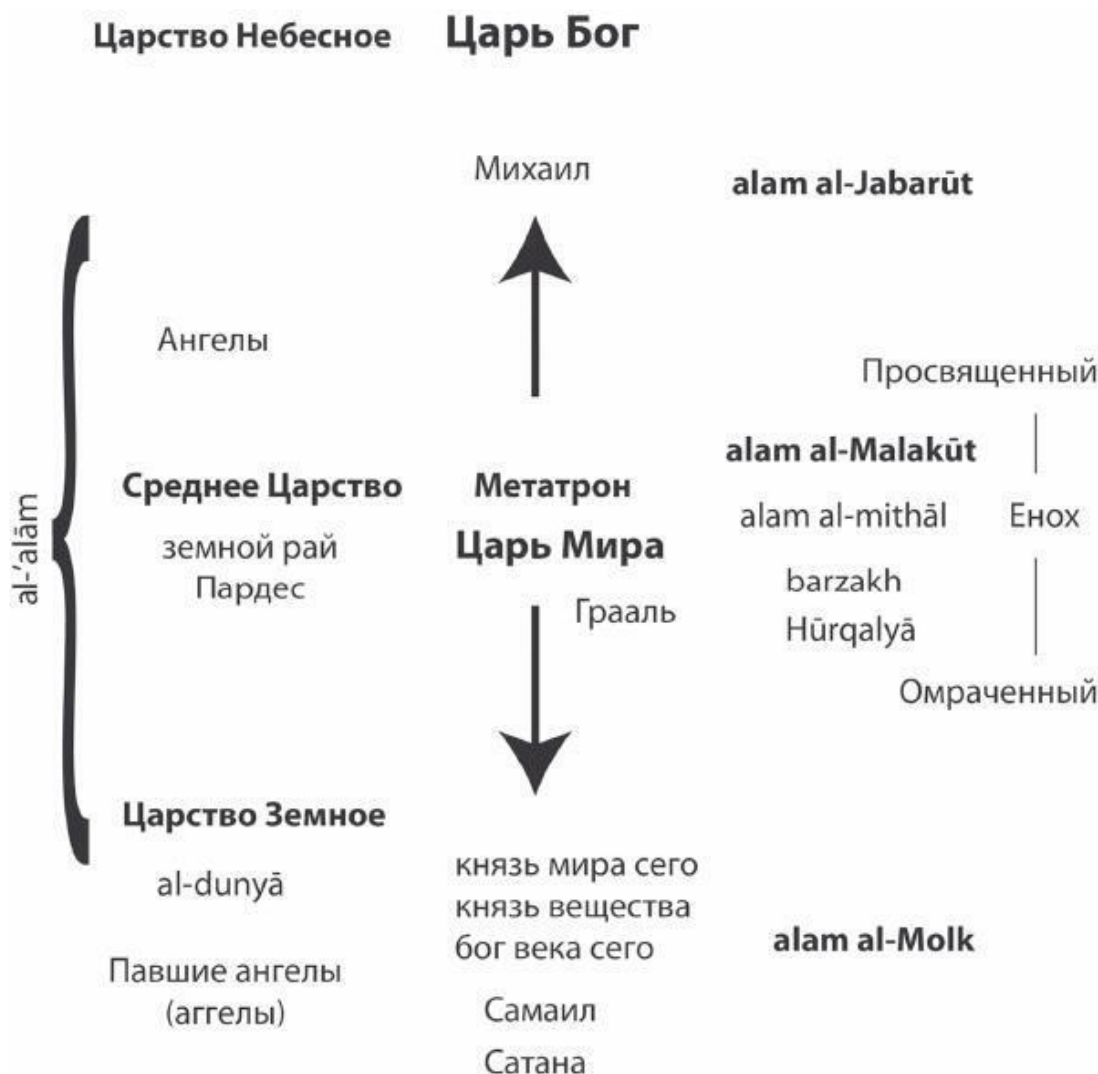 Царство Небесное
Царь Бог
Михаил
alam al-Jabarūt
Ангелы
Просвященный
alam al-Malakūt
Среднее Царство
Метатрон
alam al-mithāl
Енох
al-'alām
земной рай
Царь Мира
Пардес
barzakh
Грааль
Hūrqalyā
Омраченный
Царство Земное
al-dunyā
князь мира сего
князь вещества
бог века сего
alam al-Molk
Павшие ангелы
(аггелы)
Самаил
Сатана